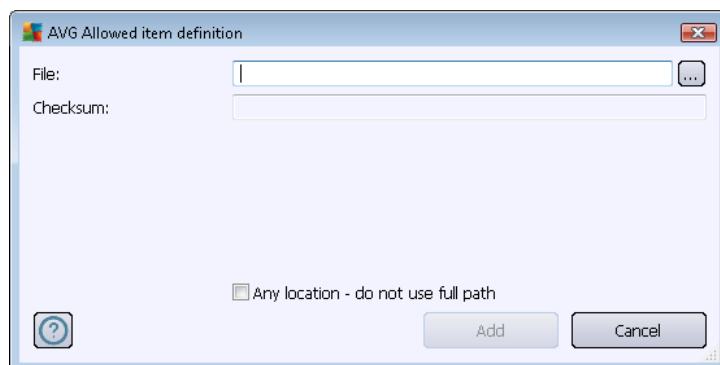 AVG Allowed item definition
File:
...
Checksum:
Any location - do not use full path
?
Add
Cancel